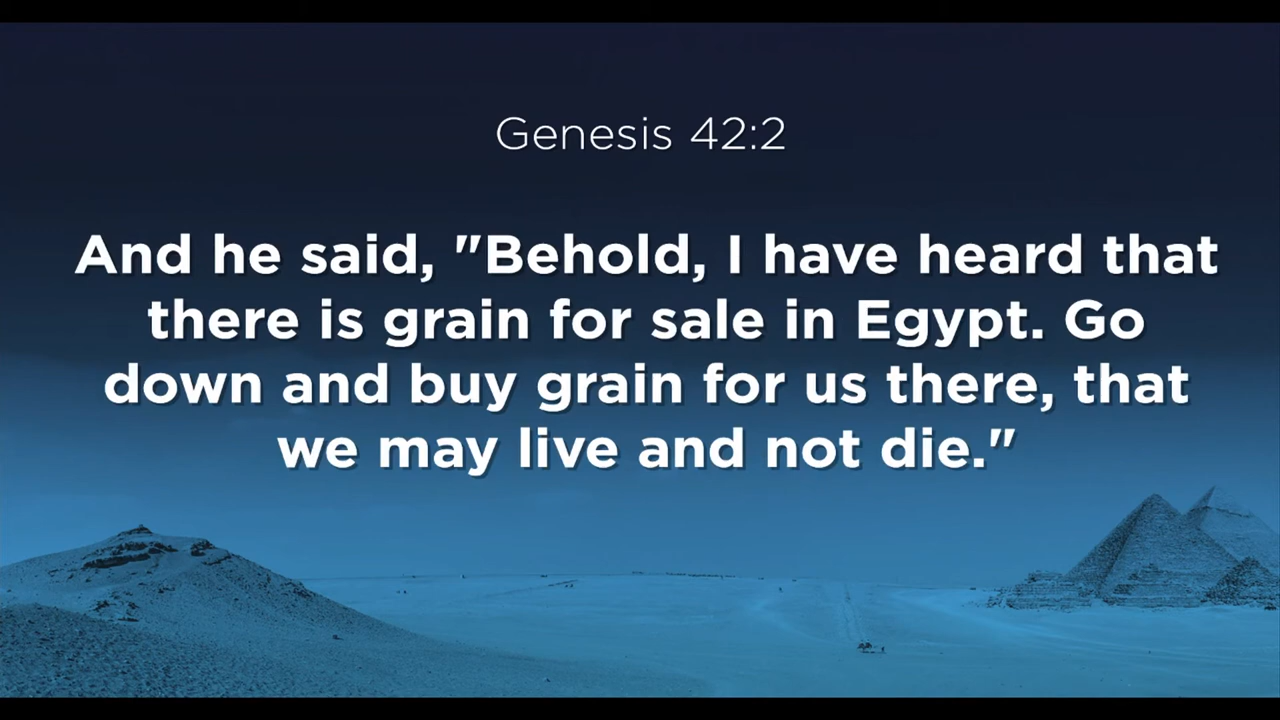 Genesis 42:2
And he said, "Behold, I have heard that
there is grain for sale in Egypt. Go
down and buy grain for us there, that
we may live and not die."